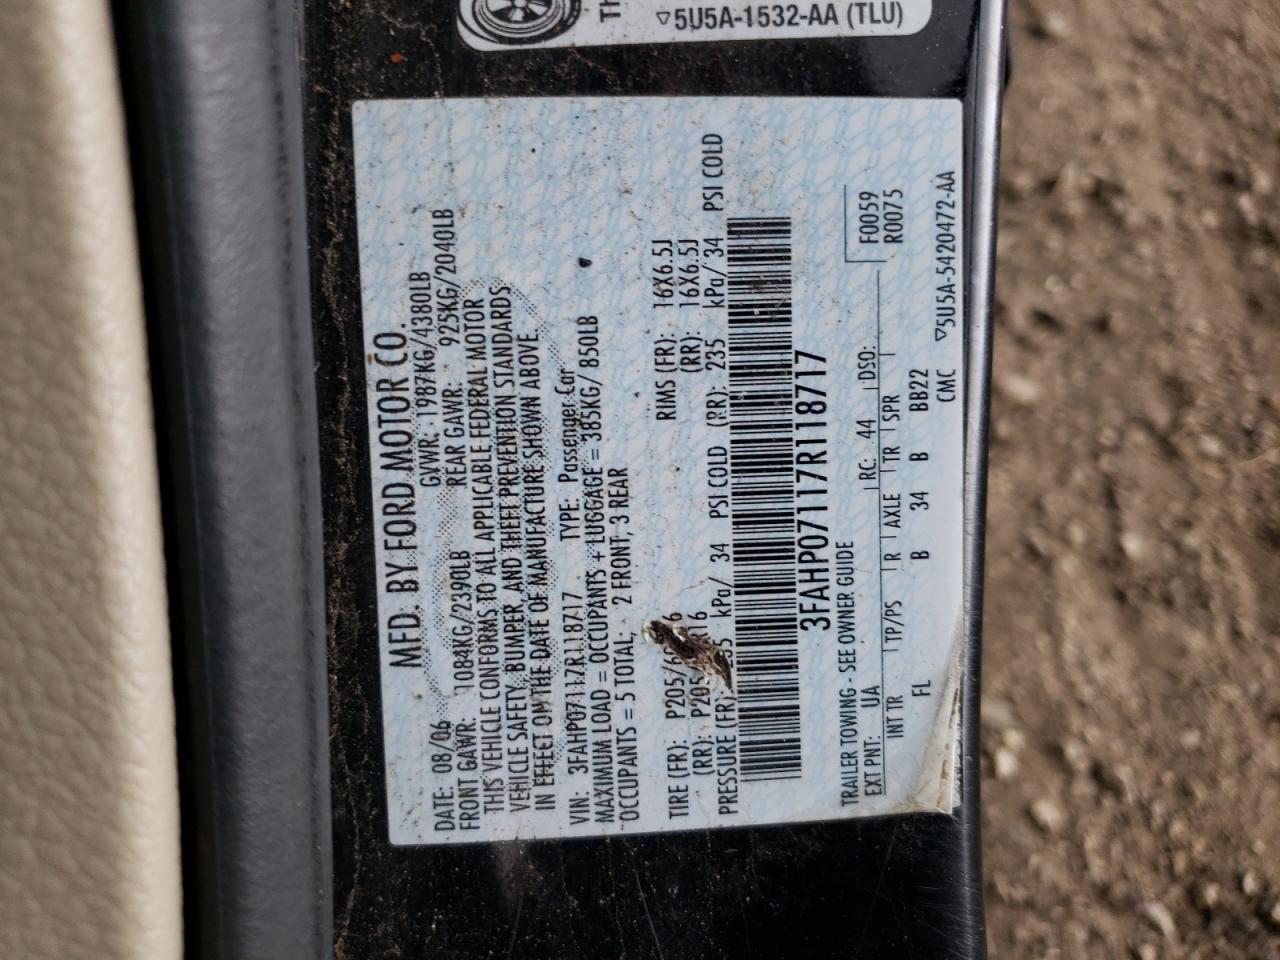 TH
▽5U5A-1532-AA (TLU)
MFD. BY FORD MOTOR CO.
DATE: 08/06 GVWR: 1987KG/4380LB
FRONT GAWR: 1084KG/2390LB REAR GAWR: 925KG/2040LB
THIS VEHICLE CONFORMS TO ALL APPLICABLE FEDERAL MOTOR
VEHICLE SAFETY, BUMPER, AND THEFT PREVENTION STANDARDS
IN EFFECT ON THE DATE OF MANUFACTURE SHOWN ABOVE.
VIN: 3FAHP07117R118717 TYPE: Passenger Car
MAXIMUM LOAD = OCCUPANTS + LUGGAGE = 385KG/ 850LB
OCCUPANTS = 5 TOTAL, 2 FRONT, 3 REAR
TIRE (FR): RIMS (FR): 16X6.5J
(RR): (RR): 16X6.5J
PRESSURE (FR) kPa/ 34 PSI COLD (RR): 235 kPa/ 34 PSI COLD
3FAHP07117R118717
TRAILER TOWING - SEE OWNER GUIDE
EXT PNT: UA RC: 44 DSO: F0059
INT TR TP/PS R AXLE TR SPR R0075
FL B 34 B BB22
CMC ▽5U5A-5420472-AA